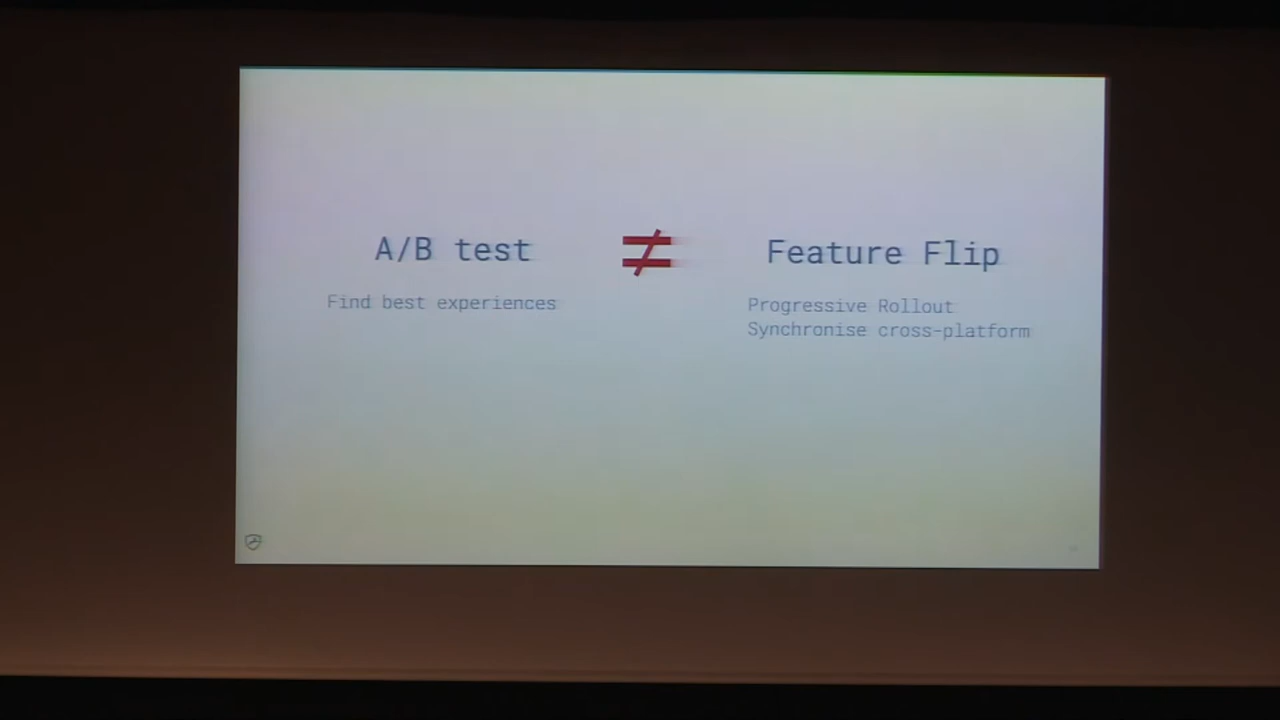 A/B test
≠
Feature Flip
Find best experiences
Progressive Rollout
Synchronise cross-platform